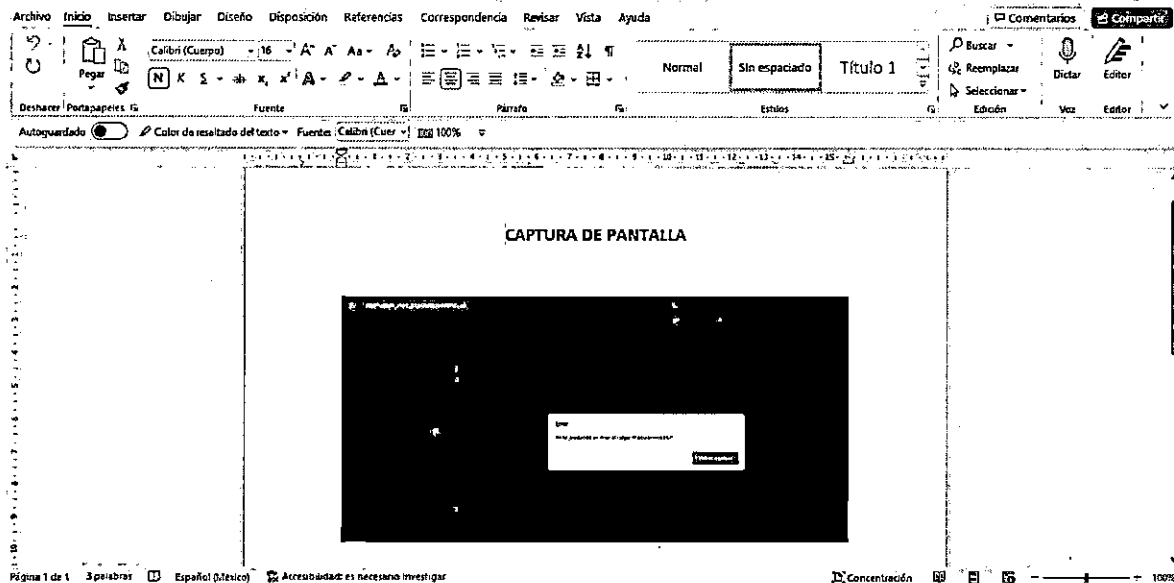 Archivo Inicio Insertar Dibujar Diseño Disposición Referencias Correspondencia Revisar Vista Ayuda Comentarios Compartir
Calibri (Cuerpo) 16 Buscar
Pegar N K S ab Normal Sin espaciado Título 1 Reemplazar Dictar Editor
Seleccionar
Deshacer Portapapeles Fuente Párrafo Estilos Edición Voz Editor
Autoguardado Color de resaltado del texto Fuente: Calibri (Cuer 100%
CAPTURA DE PANTALLA
Error
Página 1 de 1 3 palabras Español (México) Accesibilidad: es necesario investigar Concentración 100%